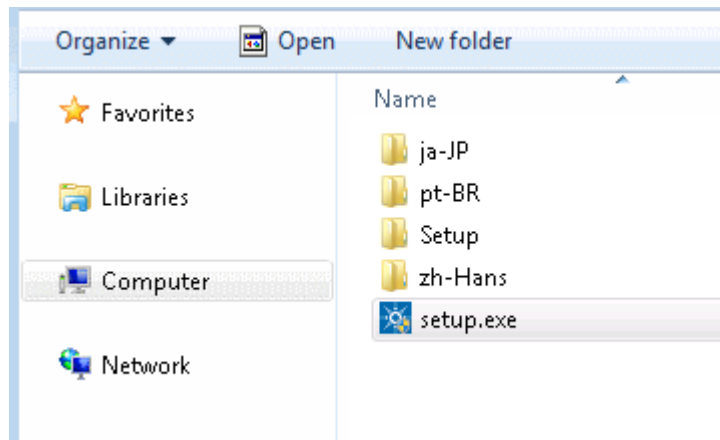 Organize Open New folder
Favorites
Libraries
Computer
Network
Name
ja-JP
pt-BR
Setup
zh-Hans
setup.exe